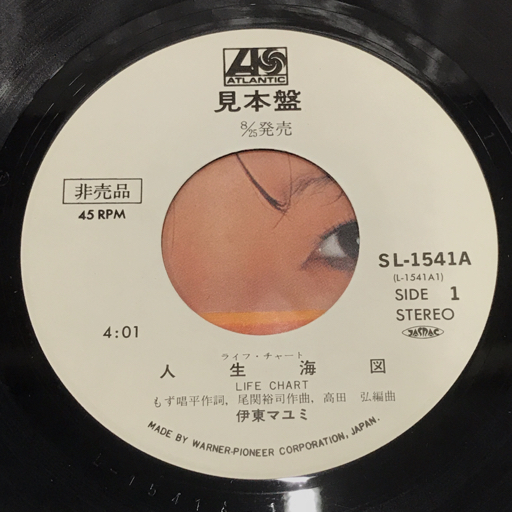 ATLANTIC
見本盤
8/25発売
非売品
45 RPM
SL-1541A
(L-1541A1)
SIDE 1
STEREO
JASRAC
4:01
ライフ・チャート
人生海図
LIFE CHART
もず唱平作詞, 尾関裕司作曲, 高田 弘編曲
伊東マユミ
MADE BY WARNER-PIONEER CORPORATION, JAPAN.